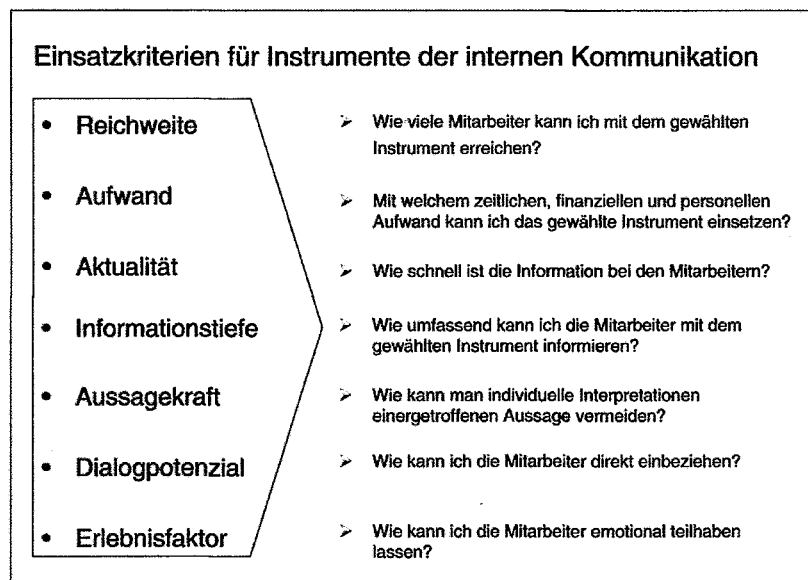 Einsatzkriterien für Instrumente der internen Kommunikation
• Reichweite
➢ Wie viele Mitarbeiter kann ich mit dem gewählten
Instrument erreichen?
• Aufwand
➢ Mit welchem zeitlichen, finanziellen und personellen
Aufwand kann ich das gewählte Instrument einsetzen?
• Aktualität
➢ Wie schnell ist die Information bei den Mitarbeitern?
• Informationstiefe
➢ Wie umfassend kann ich die Mitarbeiter mit dem
gewählten Instrument informieren?
• Aussagekraft
➢ Wie kann man individuelle Interpretationen
einergetroffenen Aussage vermeiden?
• Dialogpotenzial
➢ Wie kann ich die Mitarbeiter direkt einbeziehen?
• Erlebnisfaktor
➢ Wie kann ich die Mitarbeiter emotional teilhaben
lassen?